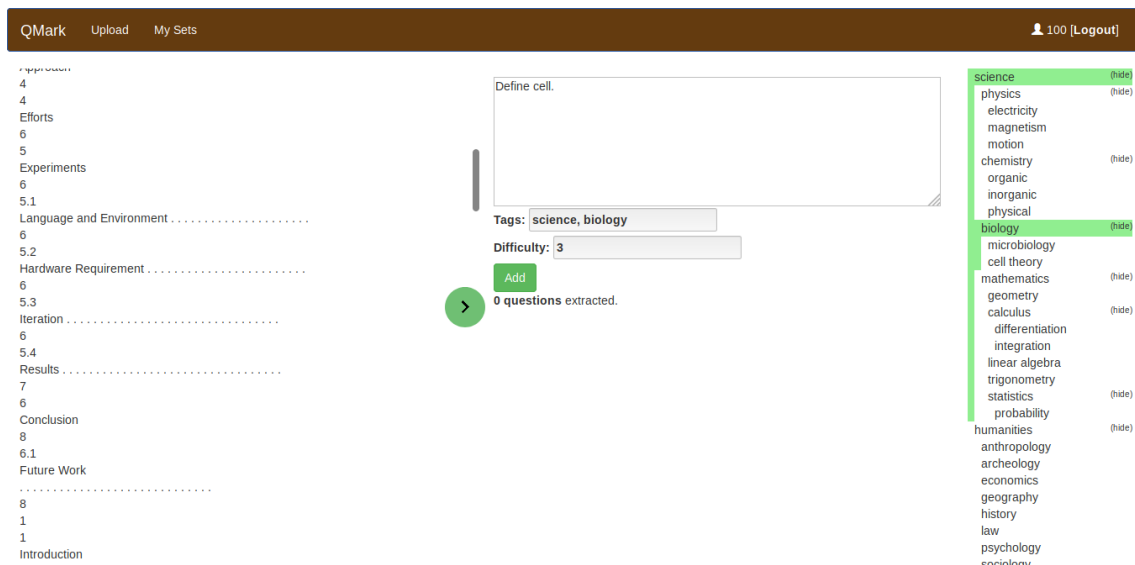 QMark Upload My Sets 100 [Logout]
Approach
4
4
Efforts
6
5
Experiments
6
5.1
Language and Environment . . . . . . . . . . . . . . . . . . . . .
6
5.2
Hardware Requirement . . . . . . . . . . . . . . . . . . . . . . . .
6
5.3
Iteration . . . . . . . . . . . . . . . . . . . . . . . . . . . . . . . .
6
5.4
Results . . . . . . . . . . . . . . . . . . . . . . . . . . . . . . . . .
7
6
Conclusion
8
6.1
Future Work
. . . . . . . . . . . . . . . . . . . . . . . . . . . . .
8
1
1
Introduction
Define cell.
Tags: science, biology
Difficulty: 3
Add
0 questions extracted.
science (hide)
physics (hide)
electricity
magnetism
motion
chemistry (hide)
organic
inorganic
physical
biology (hide)
microbiology
cell theory
mathematics (hide)
geometry
calculus (hide)
differentiation
integration
linear algebra
trigonometry
statistics (hide)
probability
humanities (hide)
anthropology
archeology
economics
geography
history
law
psychology
sociology